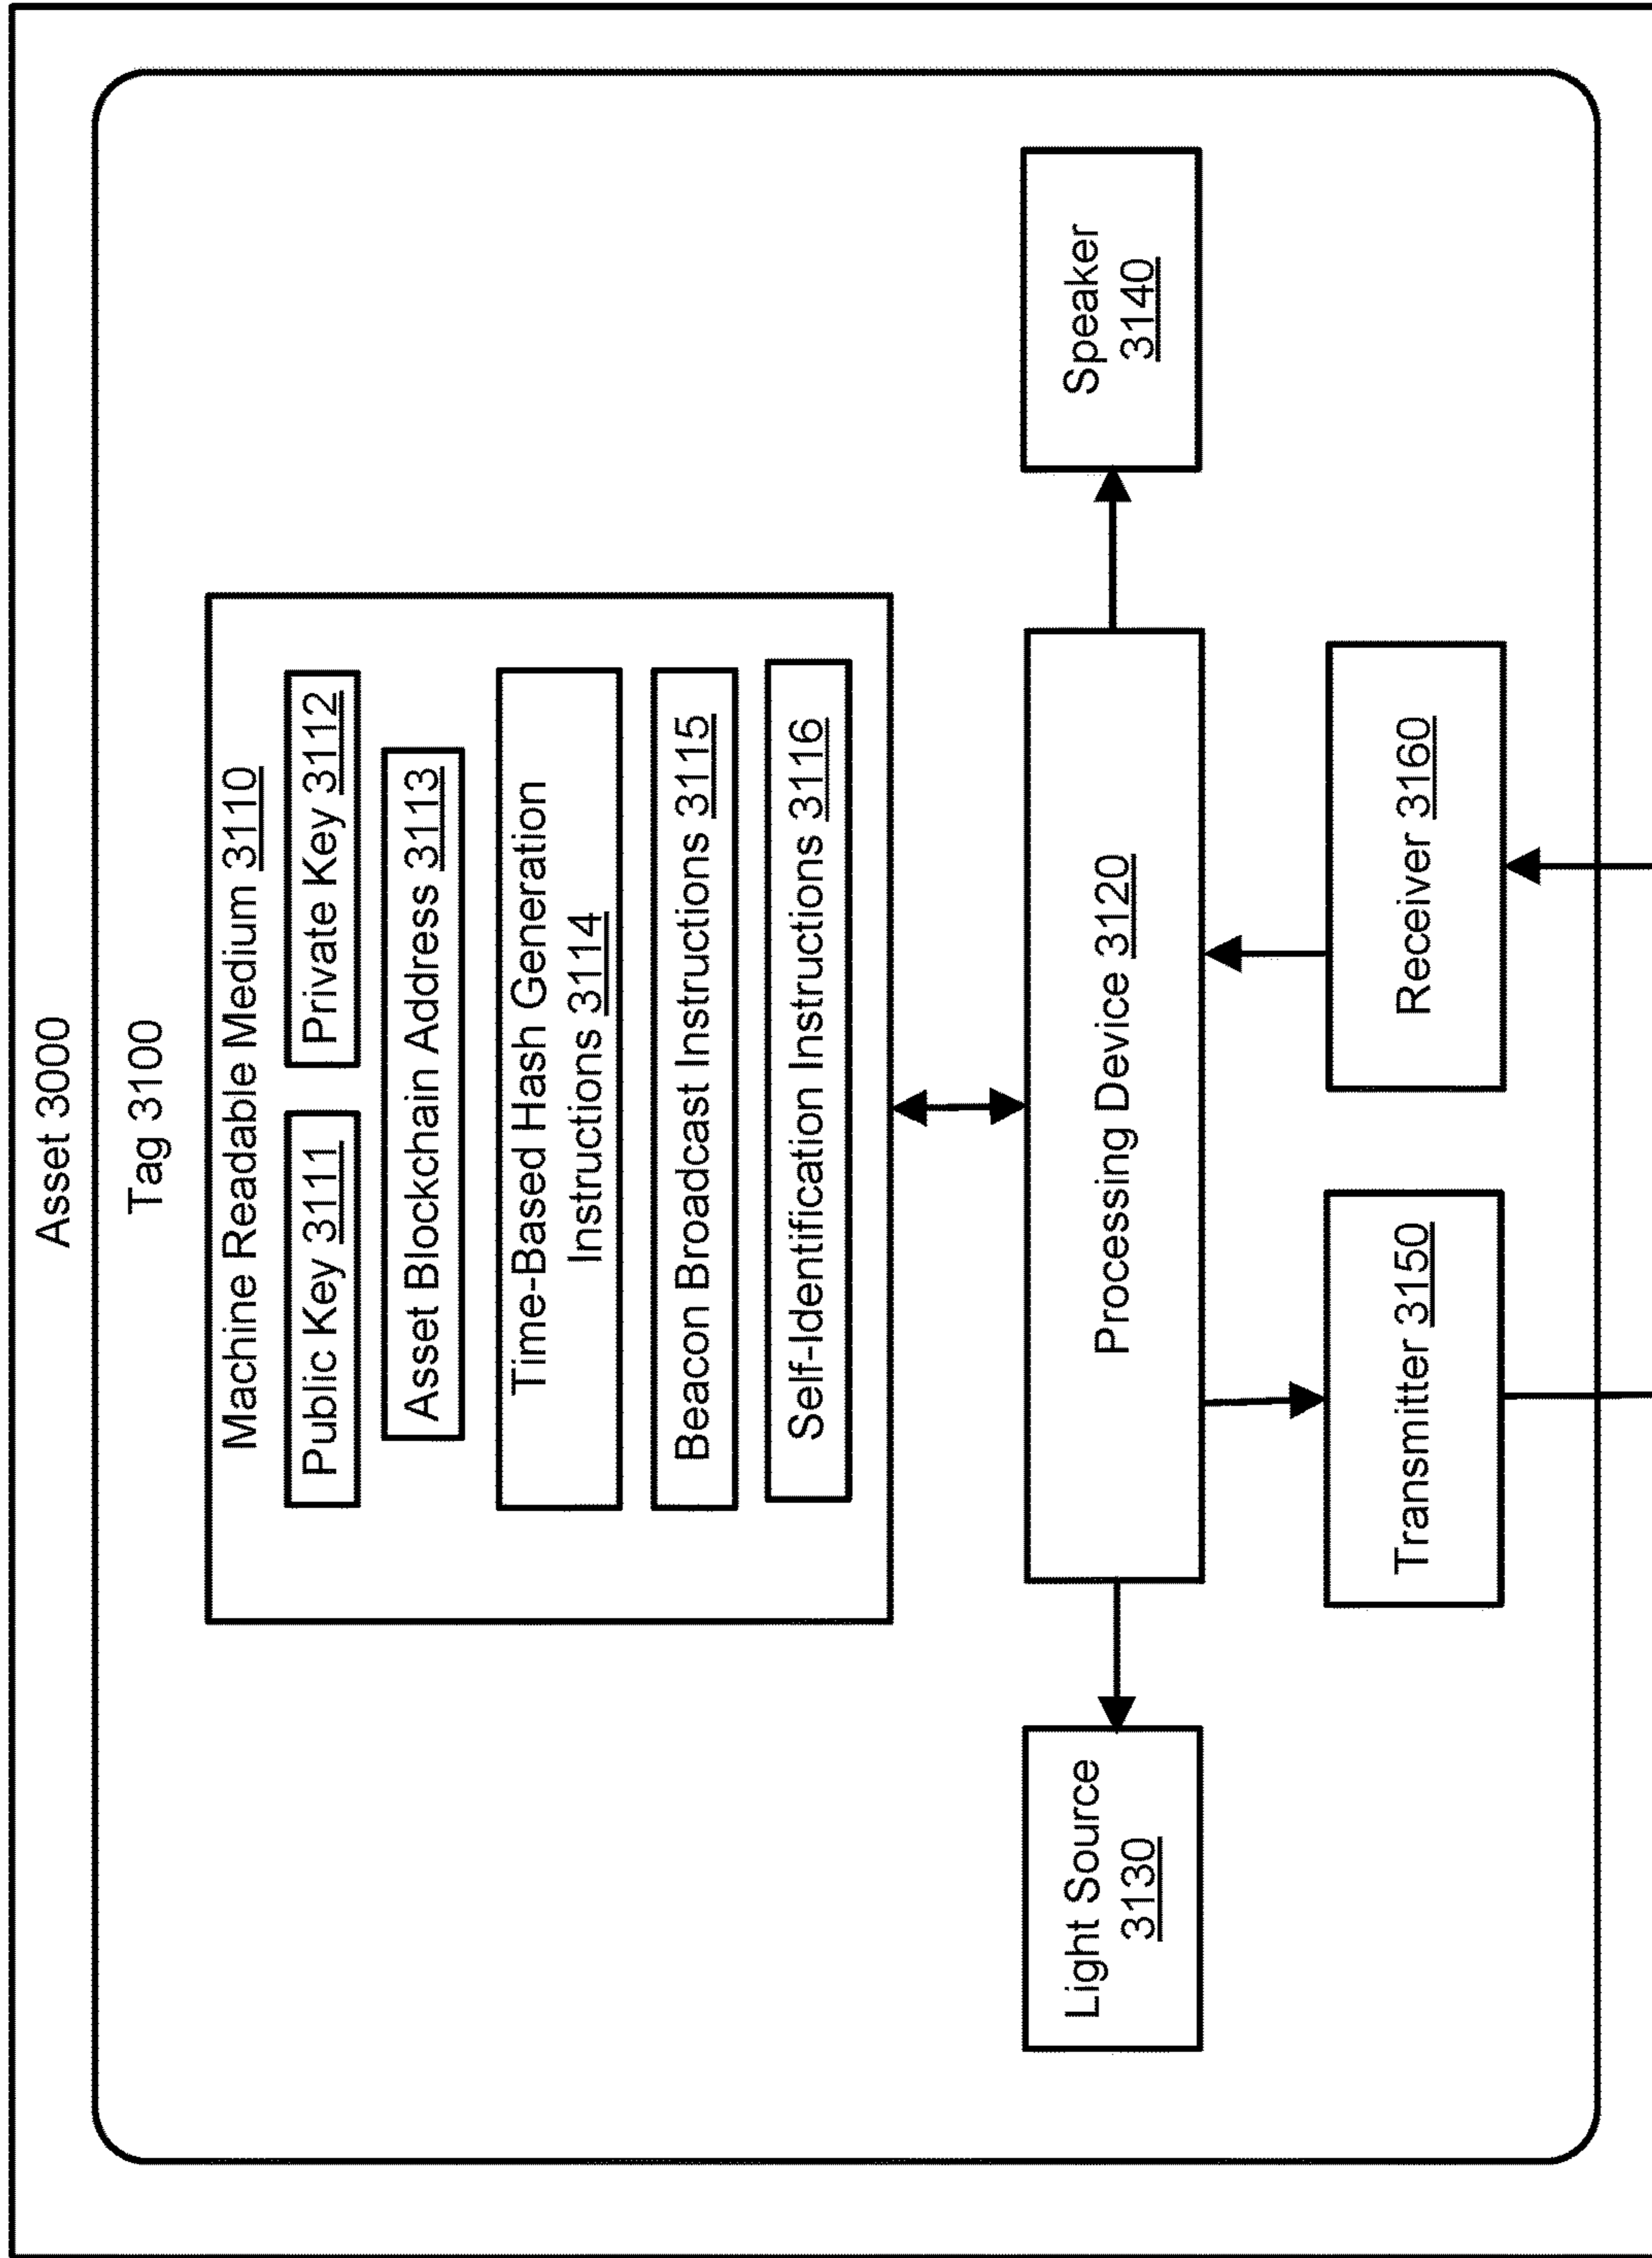 Asset 3000
Tag 3100
Machine Readable Medium 3110
Public Key 3111
Private Key 3112
Asset Blockchain Address 3113
Time-Based Hash Generation
Instructions 3114
Beacon Broadcast Instructions 3115
Self-Identification Instructions 3116
Light Source
3130
Processing Device 3120
Speaker
3140
Transmitter 3150
Receiver 3160